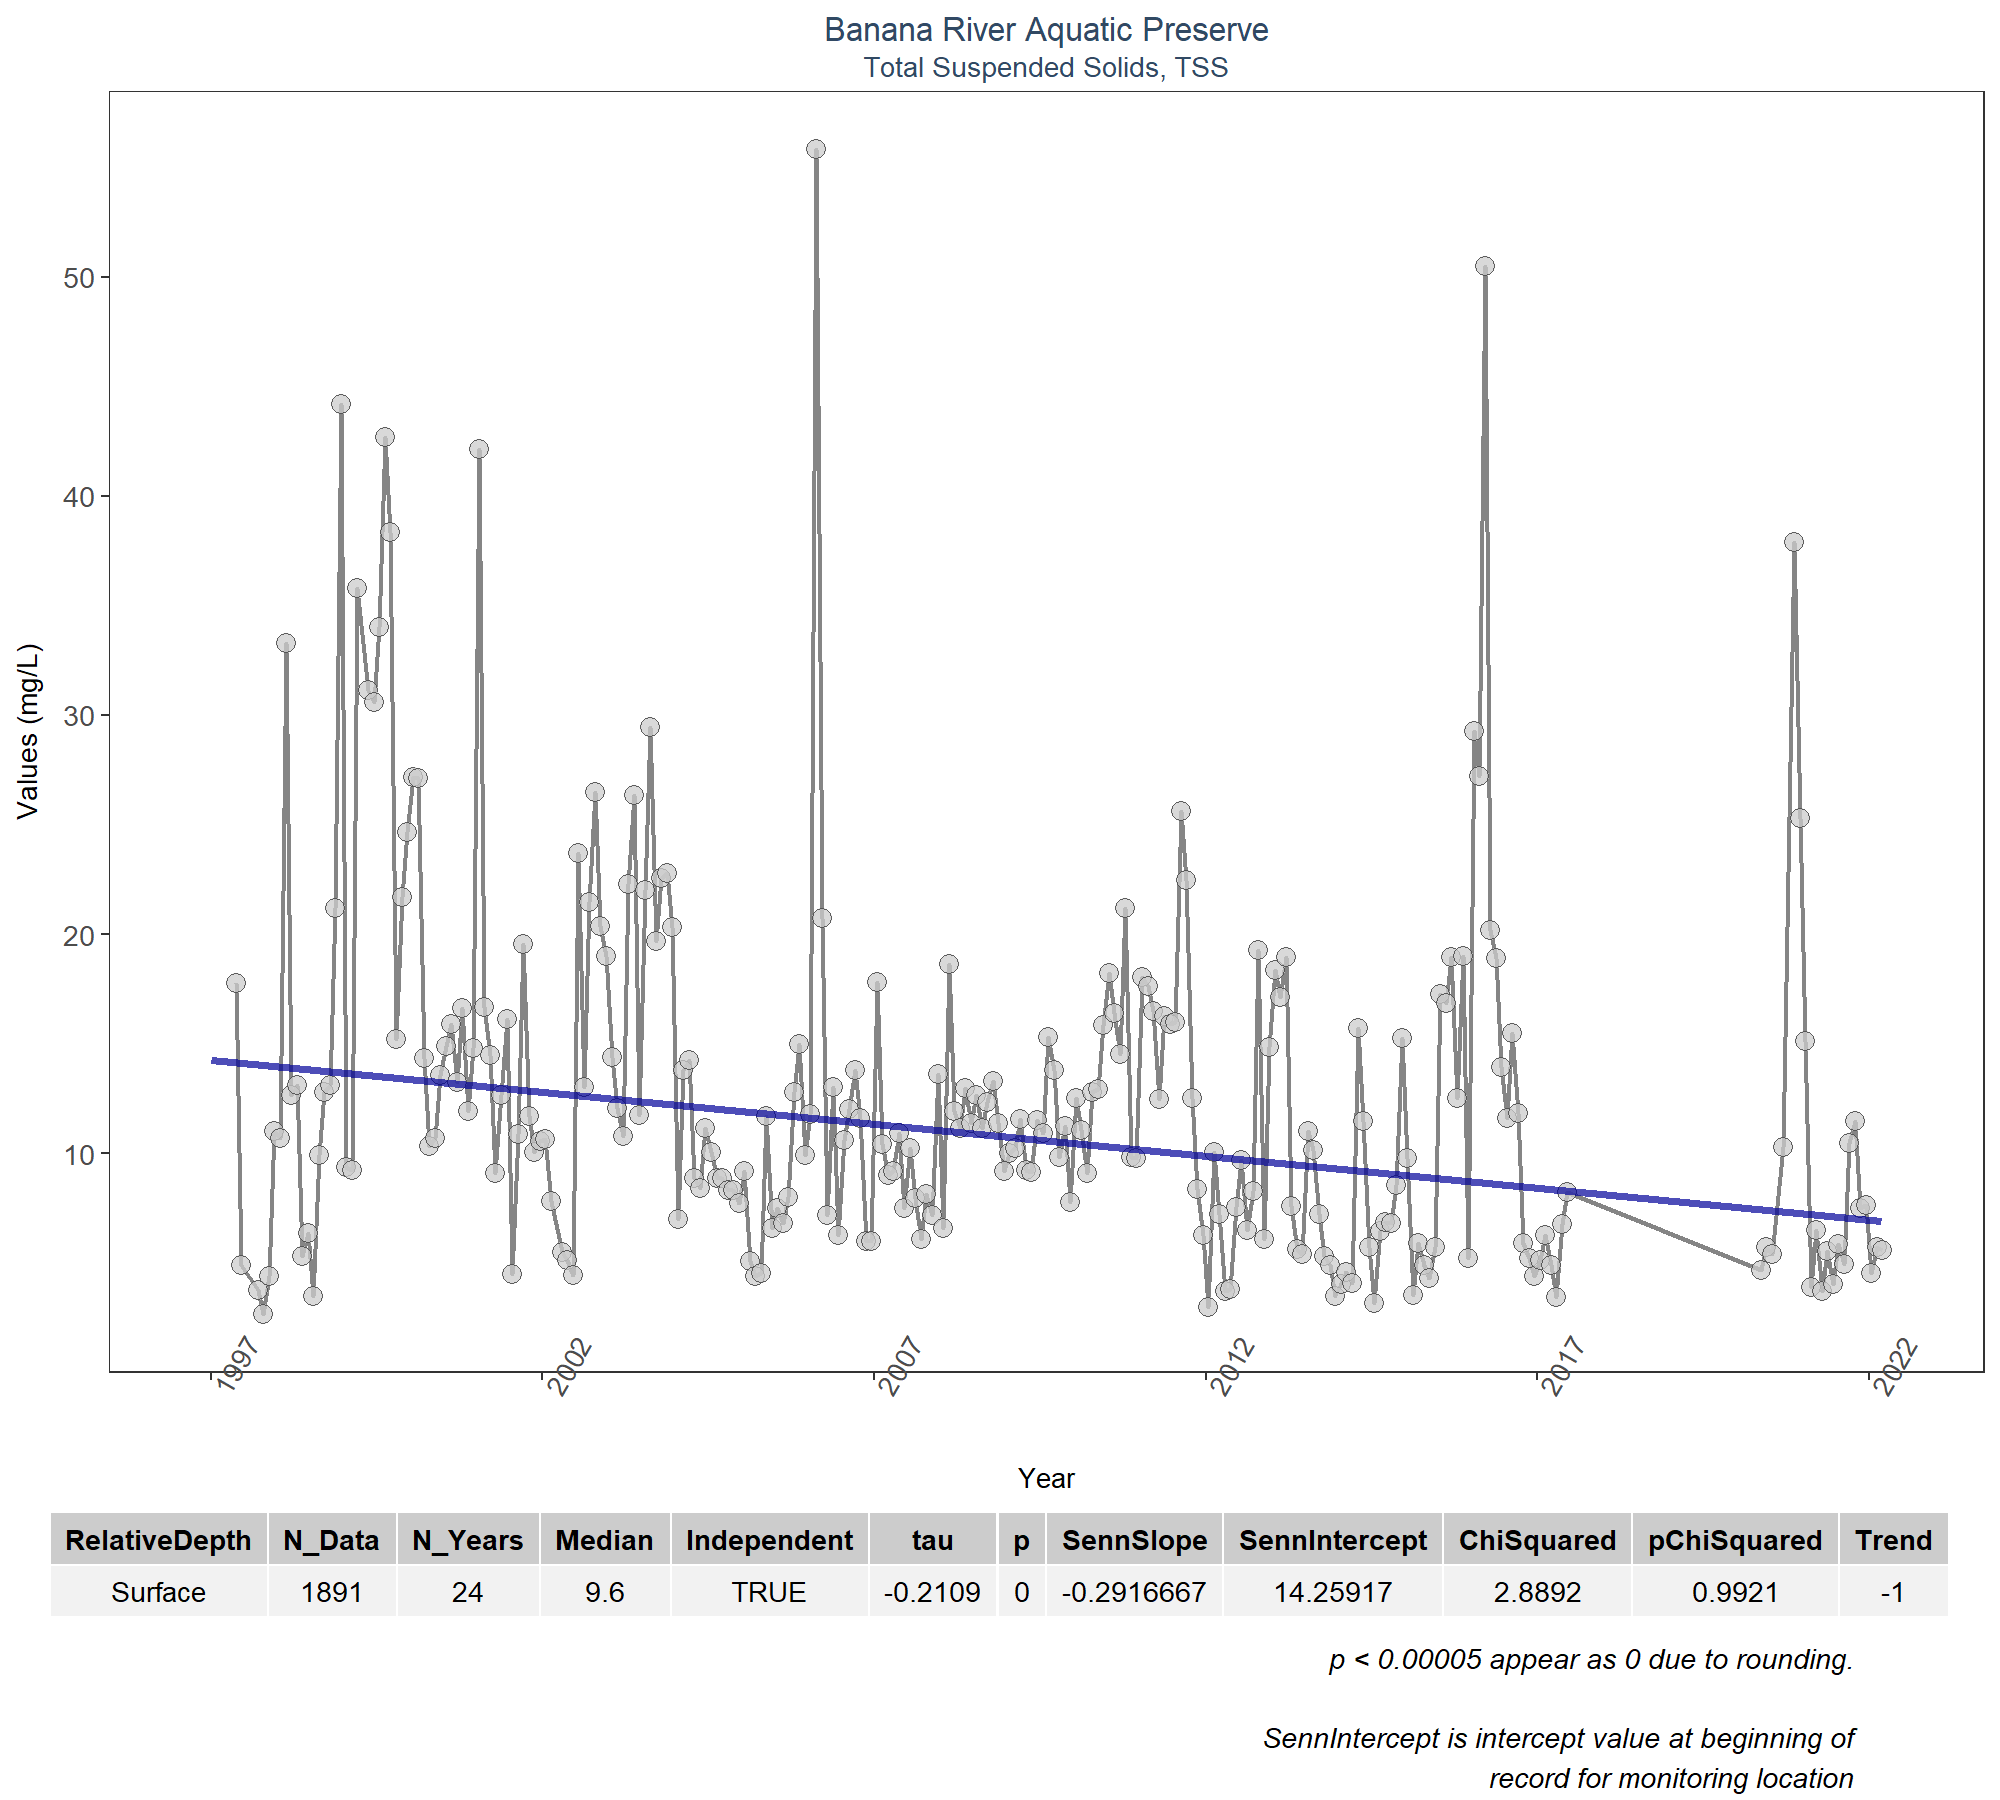 Banana River Aquatic Preserve
Total Suspended Solids, TSS
Values (mg/L)
50
40
30
20
10
1997 2002 2007 2012 2017 2022
Year
RelativeDepth N_Data N_Years Median Independent tau p SennSlope SennIntercept ChiSquared pChiSquared Trend
Surface 1891 24 9.6 TRUE -0.2109 0 -0.2916667 14.25917 2.8892 0.9921 -1
p < 0.00005 appear as 0 due to rounding.
SennIntercept is intercept value at beginning of
record for monitoring location